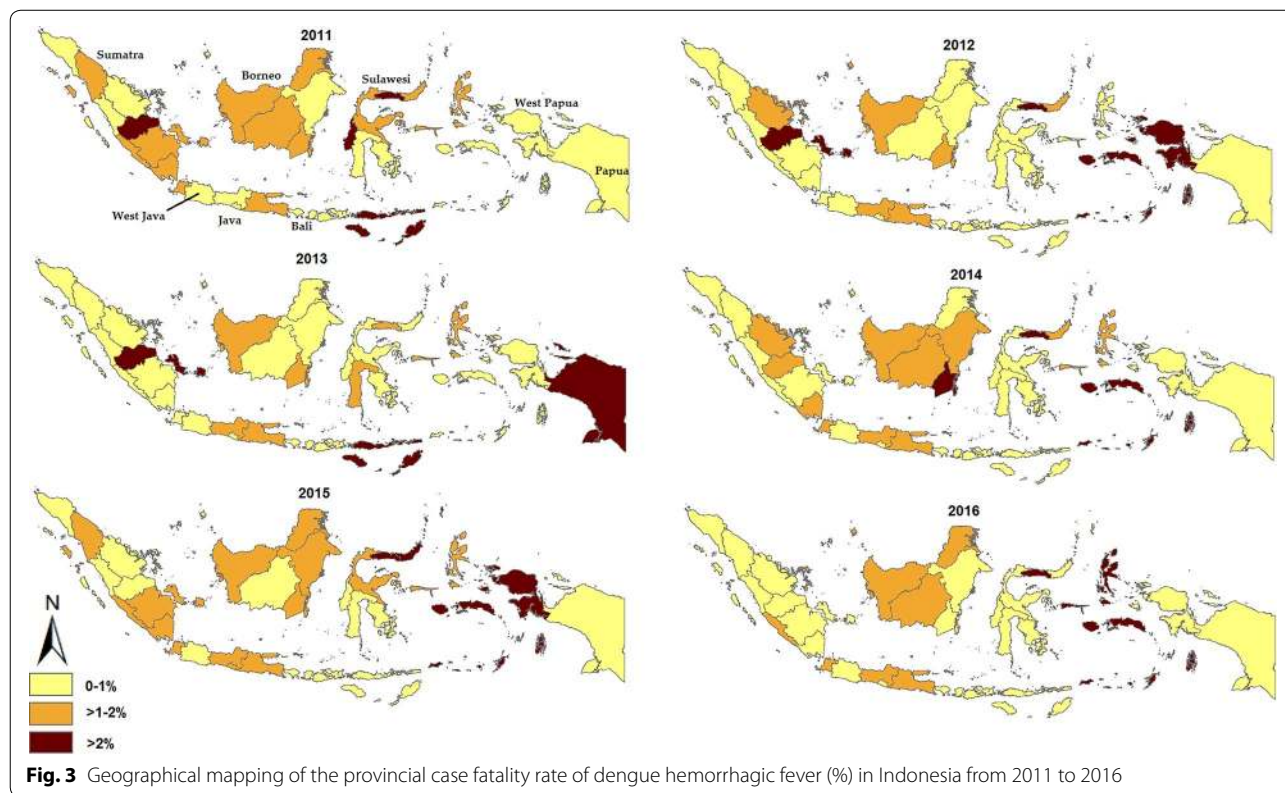 2011
Sumatra
Borneo
Sulawesi
West Papua
Papua
West Java
Java
Bali
2012
2013
2014
2015
2016
N
0-1%
>1-2%
>2%
Fig. 3 Geographical mapping of the provincial case fatality rate of dengue hemorrhagic fever (%) in Indonesia from 2011 to 2016